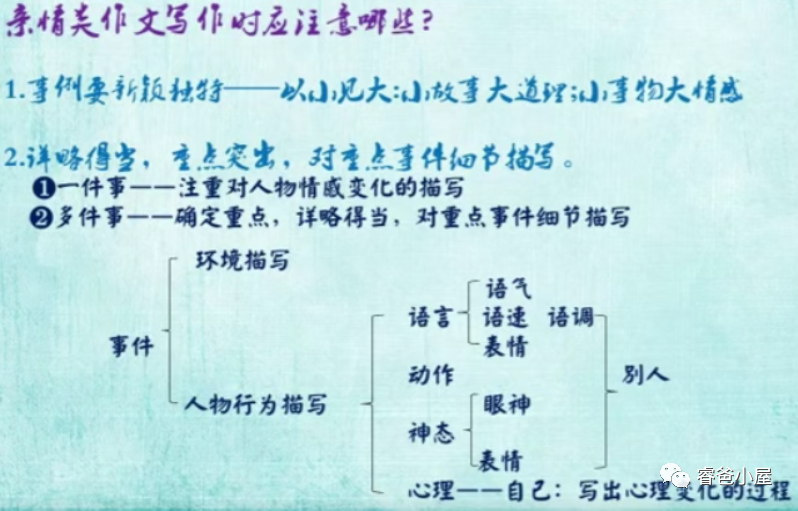 亲情类作文写作时应注意哪些?
1.事例要新颖独特——以小见大:小故事大道理;小事物大情感
2.详略得当，重点突出，对重点事件细节描写。
❶一件事——注重对人物情感变化的描写
❷多件事——确定重点，详略得当，对重点事件细节描写
环境描写
语气
语言 语速 语调
表情
事件
动作
别人
人物行为描写
眼神
神态
表情
心理——自己：写出心理变化的过程
睿爸小屋